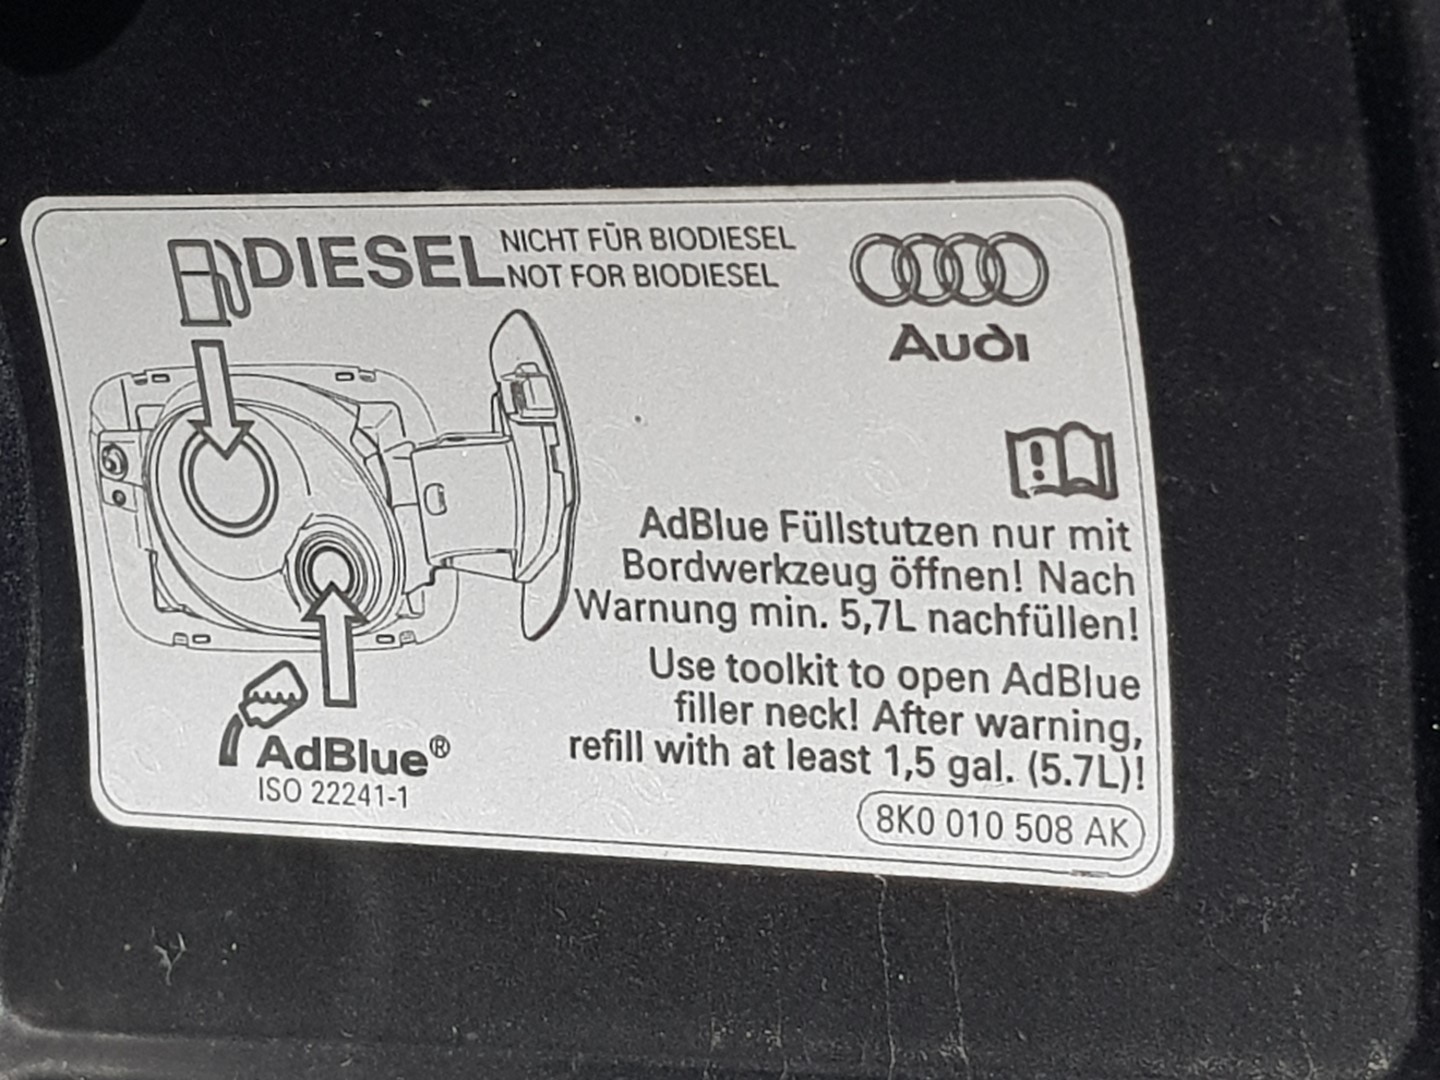 DIESEL
NICHT FÜR BIODIESEL
NOT FOR BIODIESEL
Audi
AdBlue Füllstutzen nur mit
Bordwerkzeug öffnen! Nach
Warnung min. 5,7L nachfüllen!
Use toolkit to open AdBlue
filler neck! After warning,
refill with at least 1,5 gal. (5.7L)!
AdBlue®
ISO 22241-1
8K0 010 508 AK